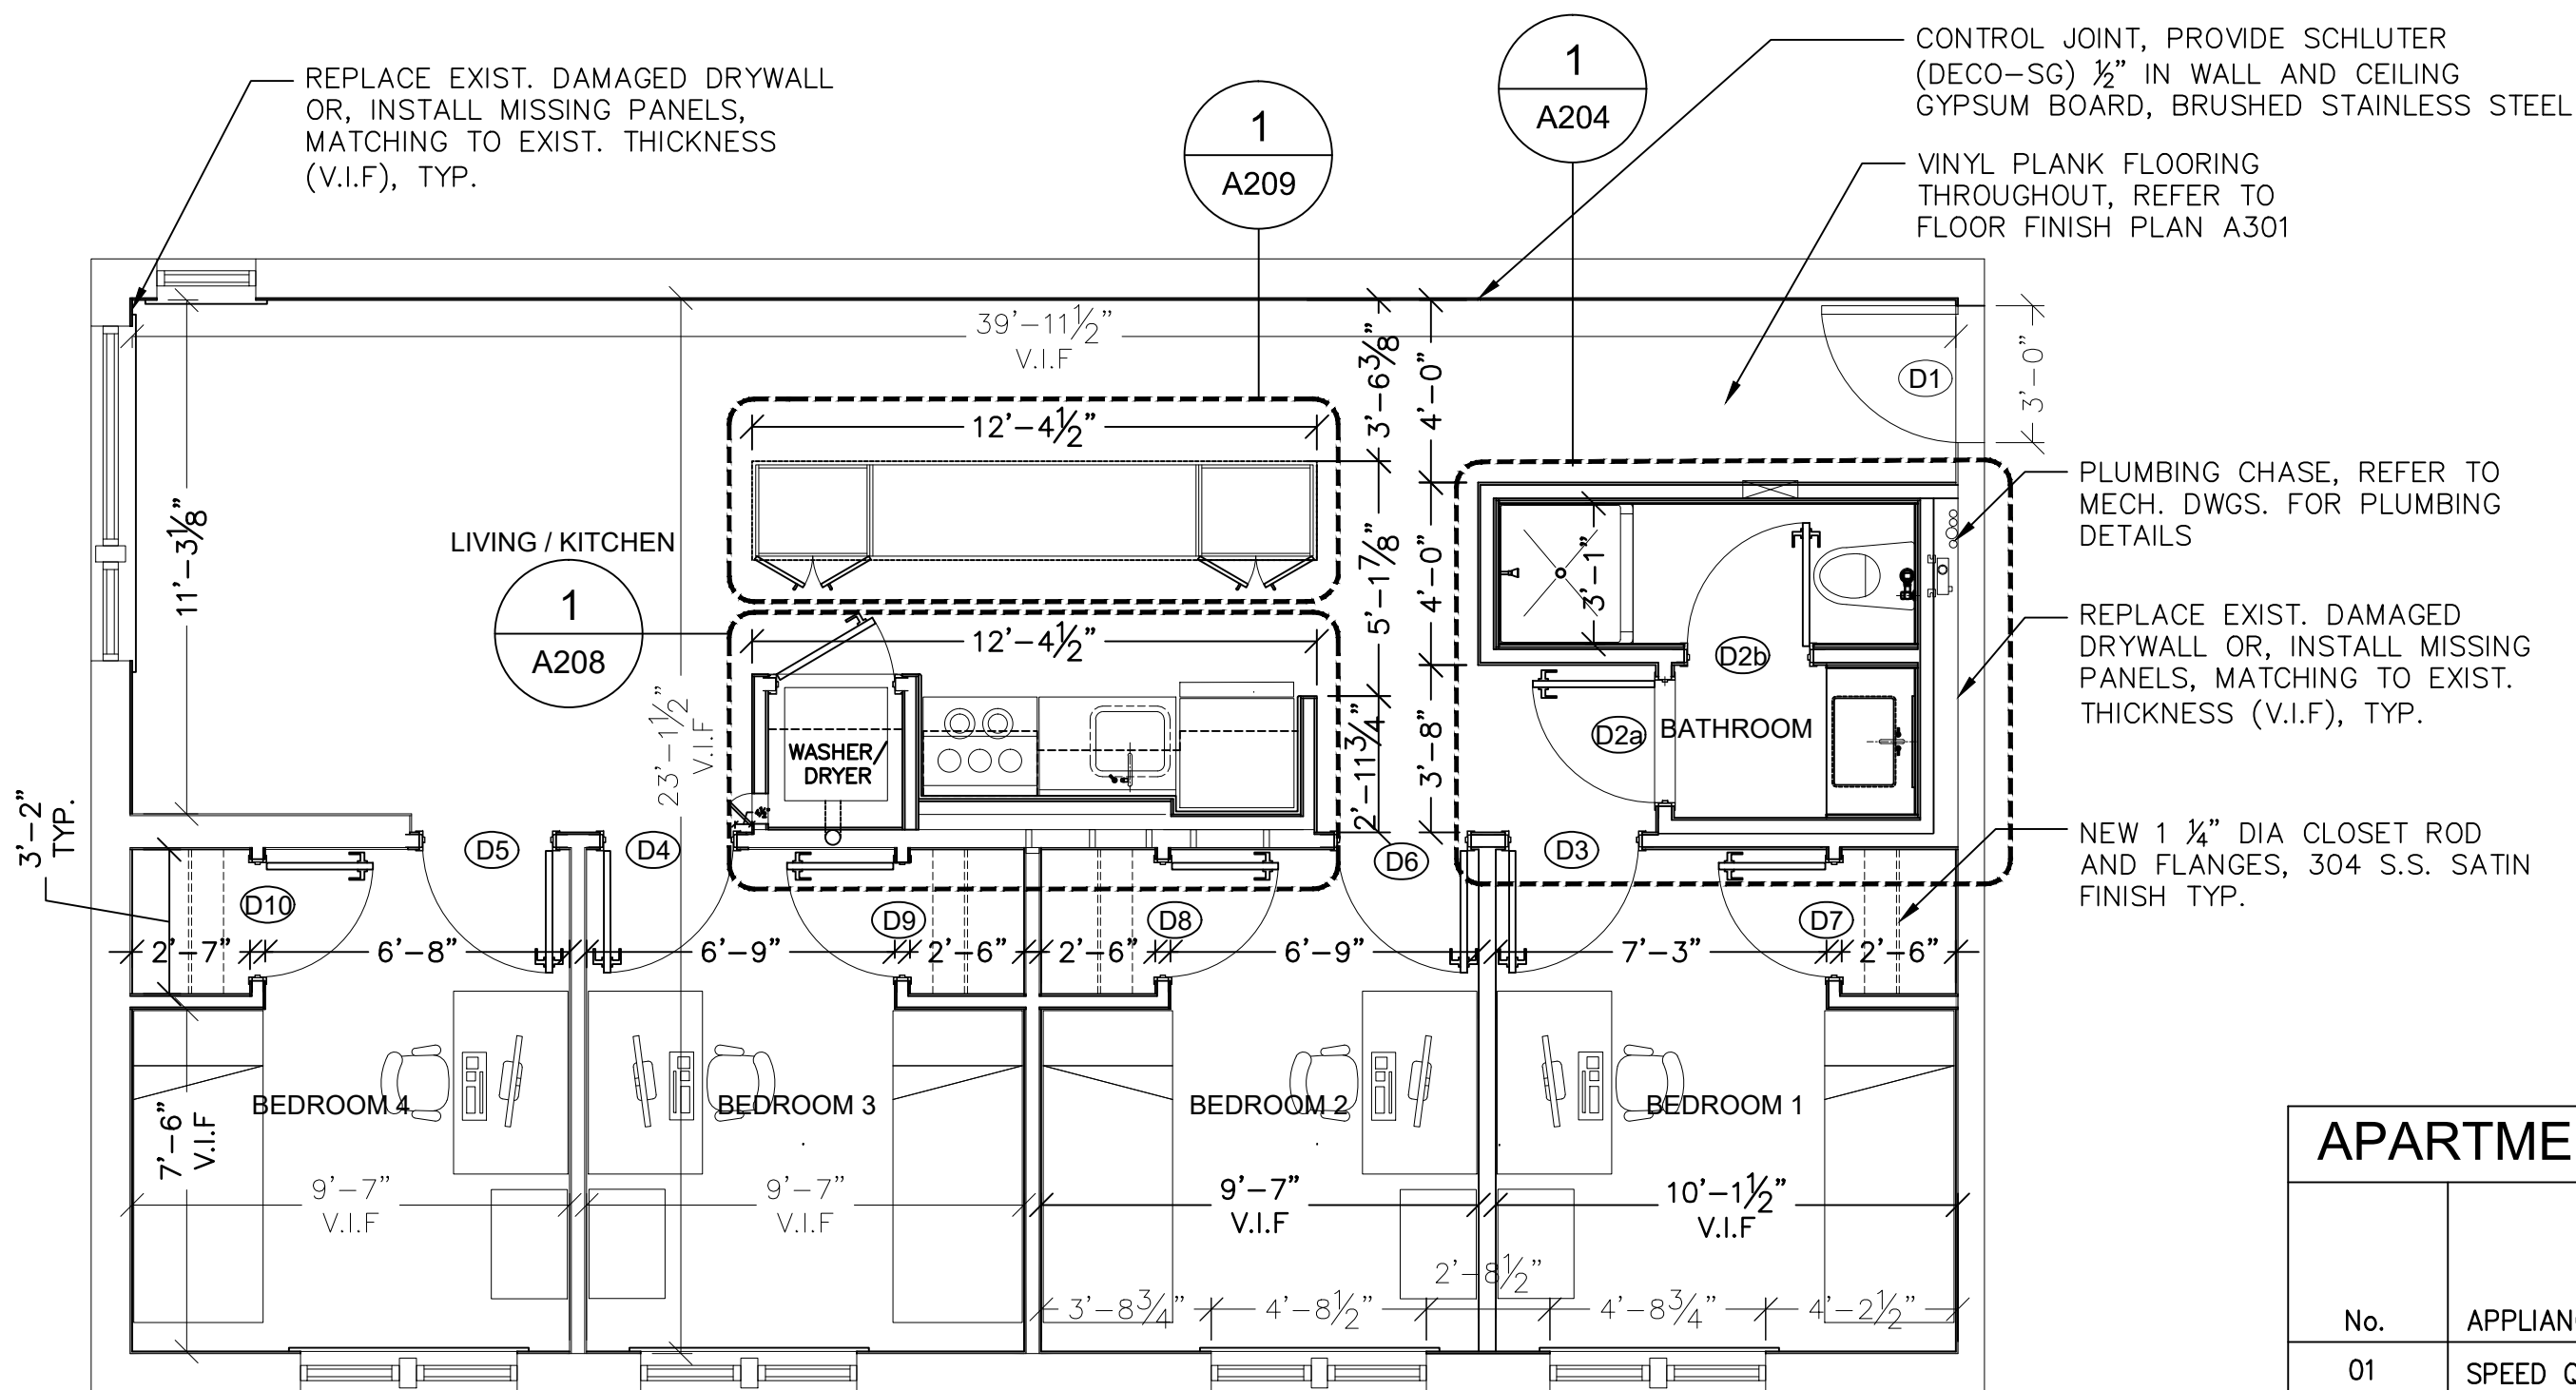 REPLACE EXIST. DAMAGED DRYWALL
OR, INSTALL MISSING PANELS,
MATCHING TO EXIST. THICKNESS
(V.I.F), TYP.
1
A209
1
A204
CONTROL JOINT, PROVIDE SCHLUTER
(DECO-SG) ½" IN WALL AND CEILING
GYPSUM BOARD, BRUSHED STAINLESS STEEL
VINYL PLANK FLOORING
THROUGHOUT, REFER TO
FLOOR FINISH PLAN A301
39'-11½"
V.I.F
3'-6⅜"
4'-0"
D1
3'-0"
12'-4½"
11'-3⅛"
LIVING / KITCHEN
1
A208
5'-1⅞"
4'-0"
3'-1"
PLUMBING CHASE, REFER TO
MECH. DWGS. FOR PLUMBING
DETAILS
12'-4½"
D2b
REPLACE EXIST. DAMAGED
DRYWALL OR, INSTALL MISSING
PANELS, MATCHING TO EXIST.
THICKNESS (V.I.F), TYP.
23'-1½"
V.I.F
WASHER/
DRYER
2'-11¾"
3'-8"
D2a
BATHROOM
3'-2"
TYP.
D5
D4
D6
D3
NEW 1 ¼" DIA CLOSET ROD
AND FLANGES, 304 S.S. SATIN
FINISH TYP.
D10
D9
D8
D7
2'-7"
6'-8"
6'-9"
2'-6"
2'-6"
6'-9"
7'-3"
2'-6"
BEDROOM 4
BEDROOM 3
BEDROOM 2
BEDROOM 1
7'-6"
V.I.F
9'-7"
V.I.F
9'-7"
V.I.F
9'-7"
V.I.F
10'-1½"
V.I.F
2'-8½"
3'-8¾"
4'-8½"
4'-8¾"
4'-2½"
APARTME
No.
APPLIAN
01
SPEED Q